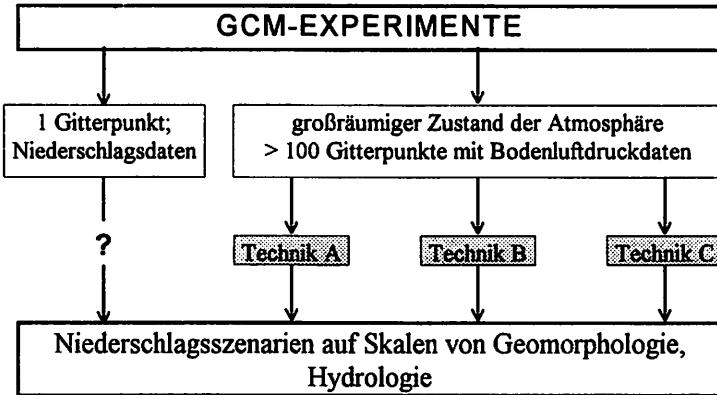 GCM-EXPERIMENTE
1 Gitterpunkt;
Niederschlagsdaten
großräumiger Zustand der Atmosphäre
> 100 Gitterpunkte mit Bodenluftdruckdaten
?
Technik A
Technik B
Technik C
Niederschlagsszenarien auf Skalen von Geomorphologie,
Hydrologie